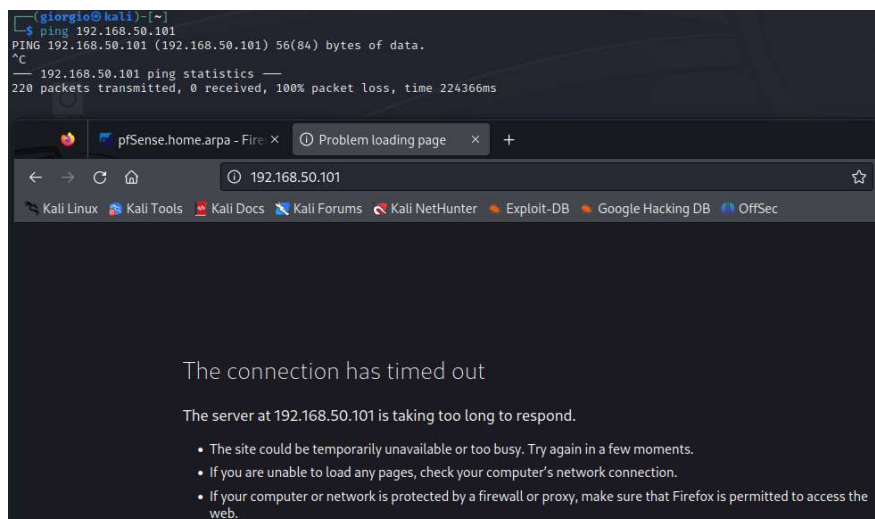 (giorgio㉿kali)-[~]
$ ping 192.168.50.101
PING 192.168.50.101 (192.168.50.101) 56(84) bytes of data.
^C
— 192.168.50.101 ping statistics —
220 packets transmitted, 0 received, 100% packet loss, time 224366ms
pfSense.home.arpa - Fire × Problem loading page × +
192.168.50.101
Kali Linux Kali Tools Kali Docs Kali Forums Kali NetHunter Exploit-DB Google Hacking DB OffSec
The connection has timed out
The server at 192.168.50.101 is taking too long to respond.
• The site could be temporarily unavailable or too busy. Try again in a few moments.
• If you are unable to load any pages, check your computer’s network connection.
• If your computer or network is protected by a firewall or proxy, make sure that Firefox is permitted to access the
web.